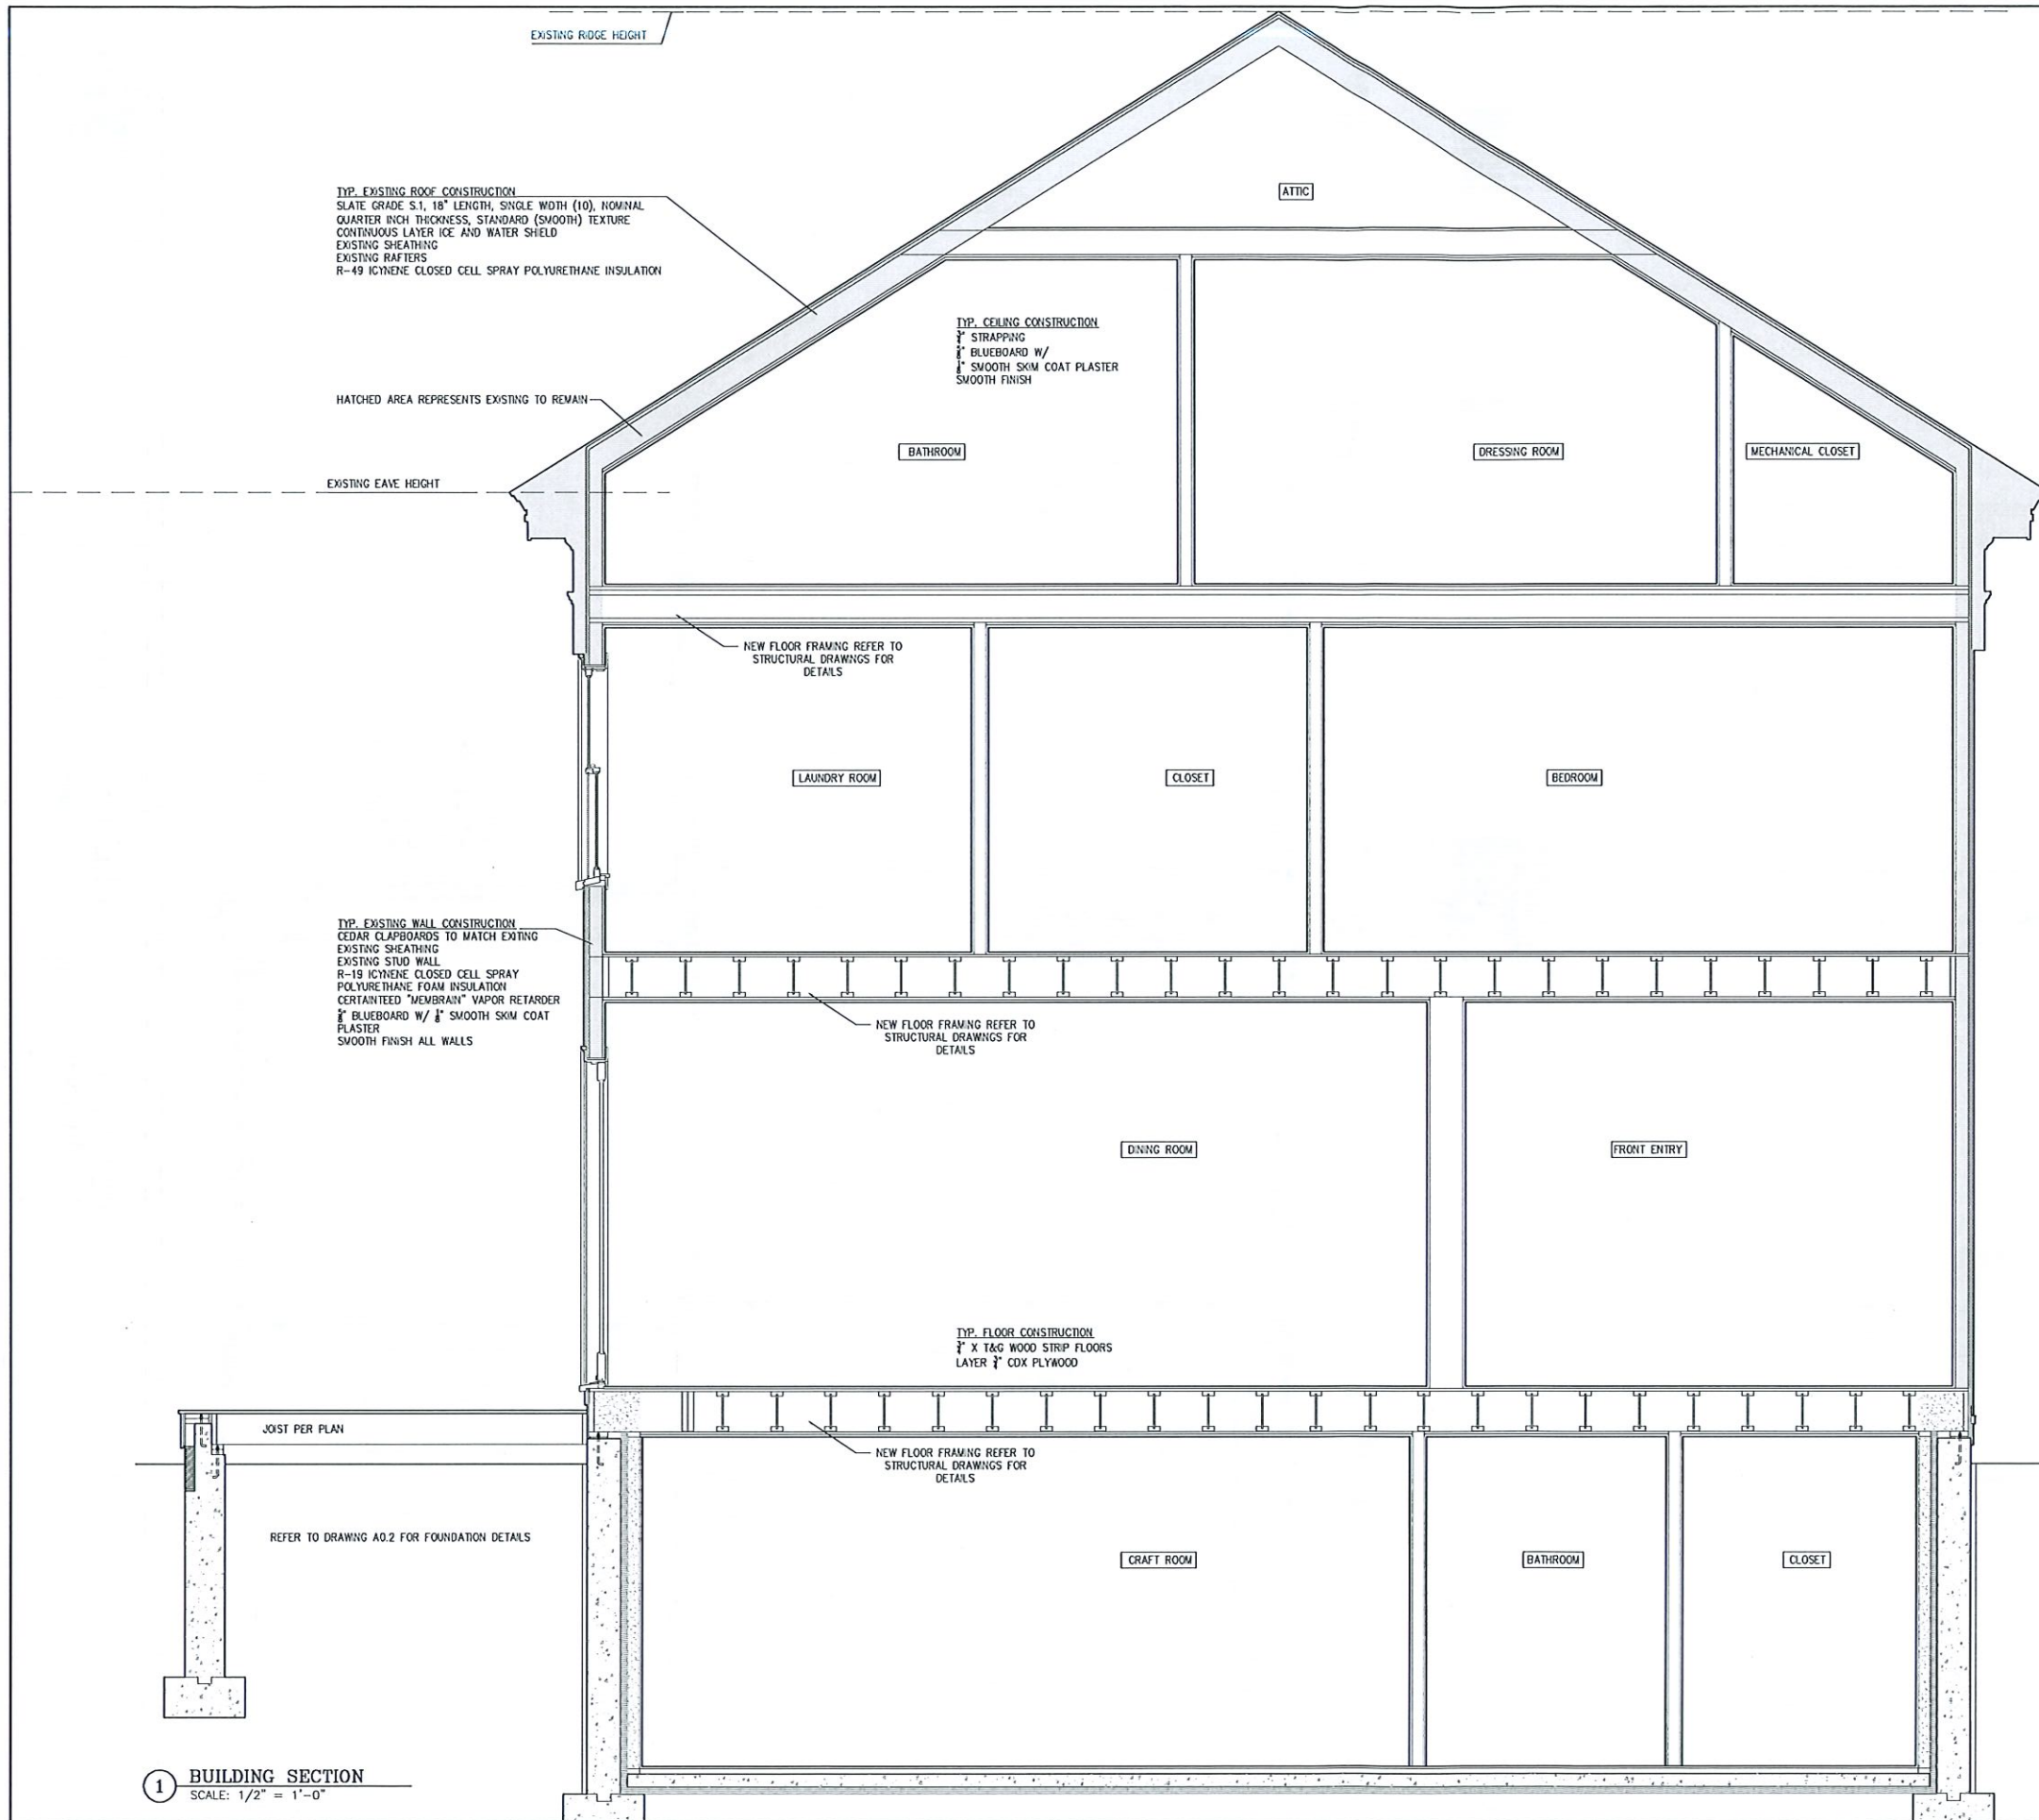 EXISTING RIDGE HEIGHT
TYP. EXISTING ROOF CONSTRUCTION
SLATE GRADE S.1, 18" LENGTH, SINGLE WIDTH (10), NOMINAL
QUARTER INCH THICKNESS, STANDARD (SMOOTH) TEXTURE
CONTINUOUS LAYER ICE AND WATER SHIELD
EXISTING SHEATHING
EXISTING RAFTERS
R-49 ICYNENE CLOSED CELL SPRAY POLYURETHANE INSULATION
ATTIC
TYP. CEILING CONSTRUCTION
STRAPPING
BLUEBOARD W/
SMOOTH SKIM COAT PLASTER
SMOOTH FINISH
HATCHED AREA REPRESENTS EXISTING TO REMAIN
BATHROOM
DRESSING ROOM
MECHANICAL CLOSET
EXISTING EAVE HEIGHT
NEW FLOOR FRAMING REFER TO
STRUCTURAL DRAWINGS FOR
DETAILS
LAUNDRY ROOM
CLOSET
BEDROOM
TYP. EXISTING WALL CONSTRUCTION
CEDAR CLAPBOARDS TO MATCH EXITING
EXISTING SHEATHING
EXISTING STUD WALL
R-19 ICYNENE CLOSED CELL SPRAY
POLYURETHANE FOAM INSULATION
CERTAINTEED "MEMBRAIN" VAPOR RETARDER
BLUEBOARD W/ SMOOTH SKIM COAT
PLASTER
SMOOTH FINISH ALL WALLS
NEW FLOOR FRAMING REFER TO
STRUCTURAL DRAWINGS FOR
DETAILS
DINING ROOM
FRONT ENTRY
TYP. FLOOR CONSTRUCTION
X T&G WOOD STRIP FLOORS
LAYER CDX PLYWOOD
JOIST PER PLAN
NEW FLOOR FRAMING REFER TO
STRUCTURAL DRAWINGS FOR
DETAILS
REFER TO DRAWING A0.2 FOR FOUNDATION DETAILS
CRAFT ROOM
BATHROOM
CLOSET
1 BUILDING SECTION
SCALE: 1/2" = 1'-0"